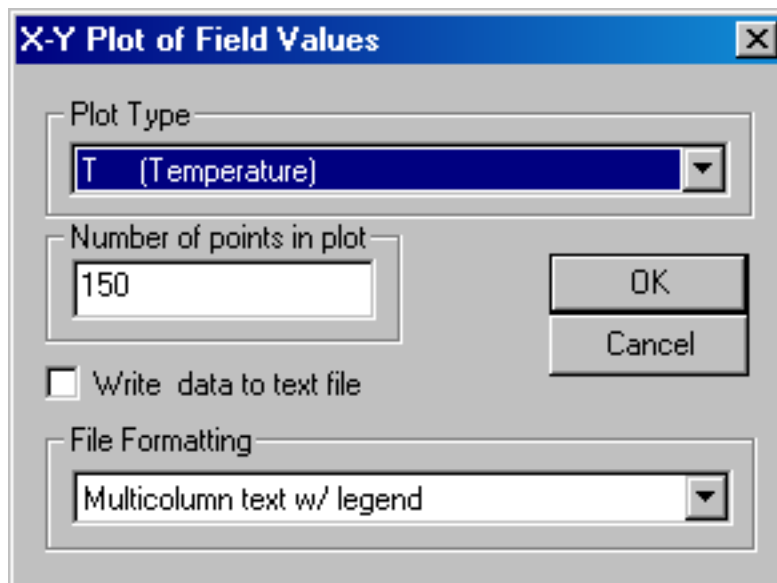 X-Y Plot of Field Values
Plot Type
T (Temperature)
Number of points in plot
150
OK
Cancel
Write data to text file
File Formatting
Multicolumn text w/ legend